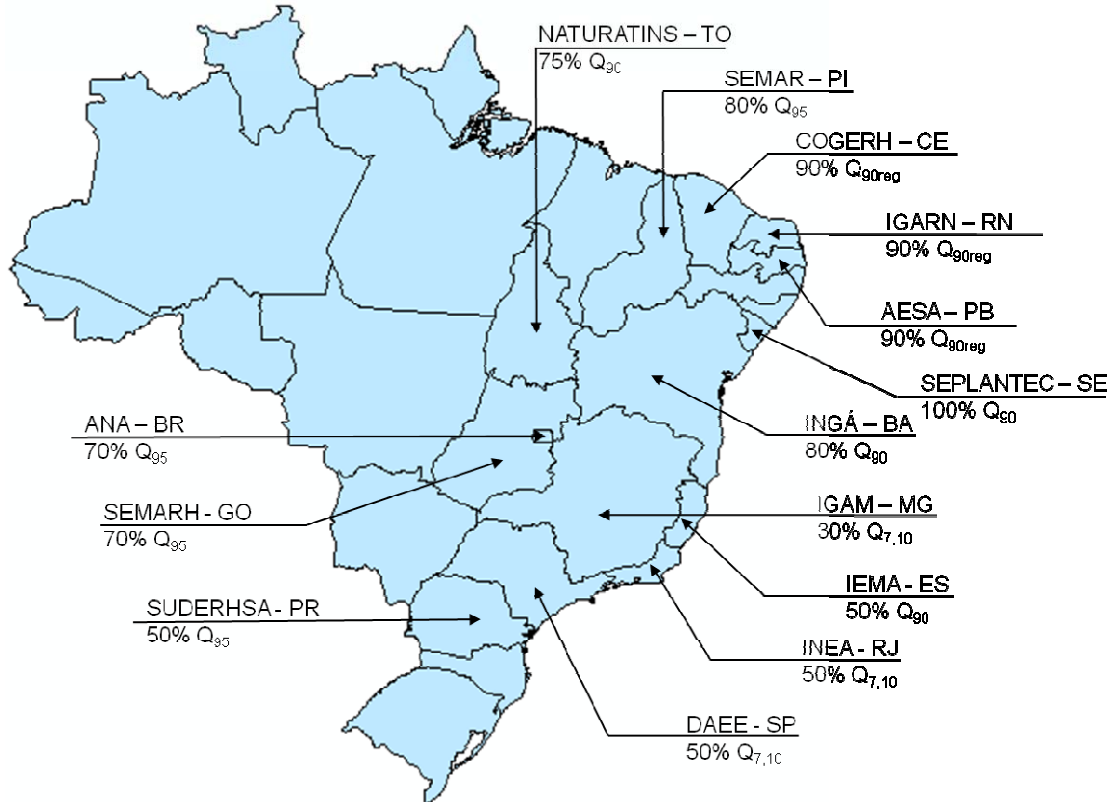 NATURATINS – TO
75% Q90
SEMAR – PI
80% Q95
COGERH – CE
90% Q90reg
IGARN – RN
90% Q90reg
AESA – PB
90% Q90reg
SEPLANTEC – SE
100% Q90
ANA – BR
70% Q95
INGÁ – BA
80% Q90
SEMARH - GO
70% Q95
IGAM – MG
30% Q7,10
IEMA - ES
50% Q90
SUDERHSA - PR
50% Q95
INEA - RJ
50% Q7,10
DAEE - SP
50% Q7,10